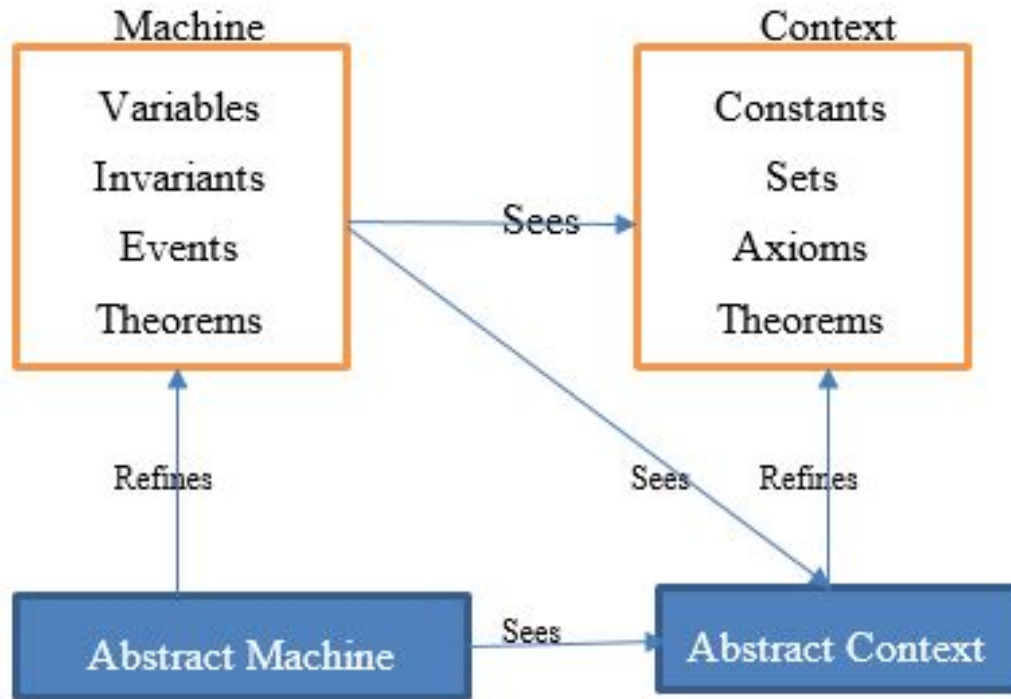 Machine
Context
Variables
Invariants
Events
Theorems
Constants
Sets
Axioms
Theorems
Sees
Refines
Sees
Refines
Abstract Machine
Sees
Abstract Context